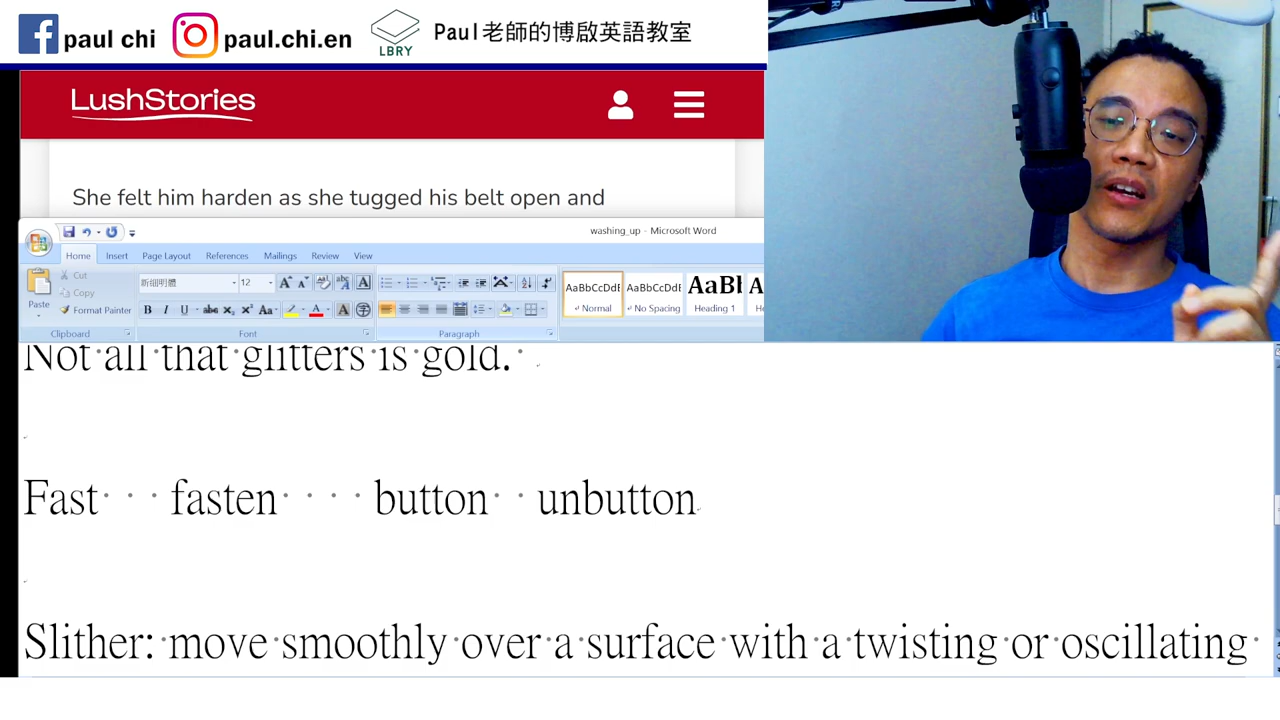 paul chi
paul.chi.en
LBRY
Paul老師的博啟英語教室
LushStories
She felt him harden as she tugged his belt open and
washing_up - Microsoft Word
Home Insert Page Layout References Mailings Review View
Paste
Cut
Copy
Format Painter
Clipboard
新細明體 12
Font
Paragraph
AaBbCcDdE AaBbCcDdE AaBb
Normal No Spacing Heading 1
Not all that glitters is gold.
Fast fasten button unbutton
Slither: move smoothly over a surface with a twisting or oscillating